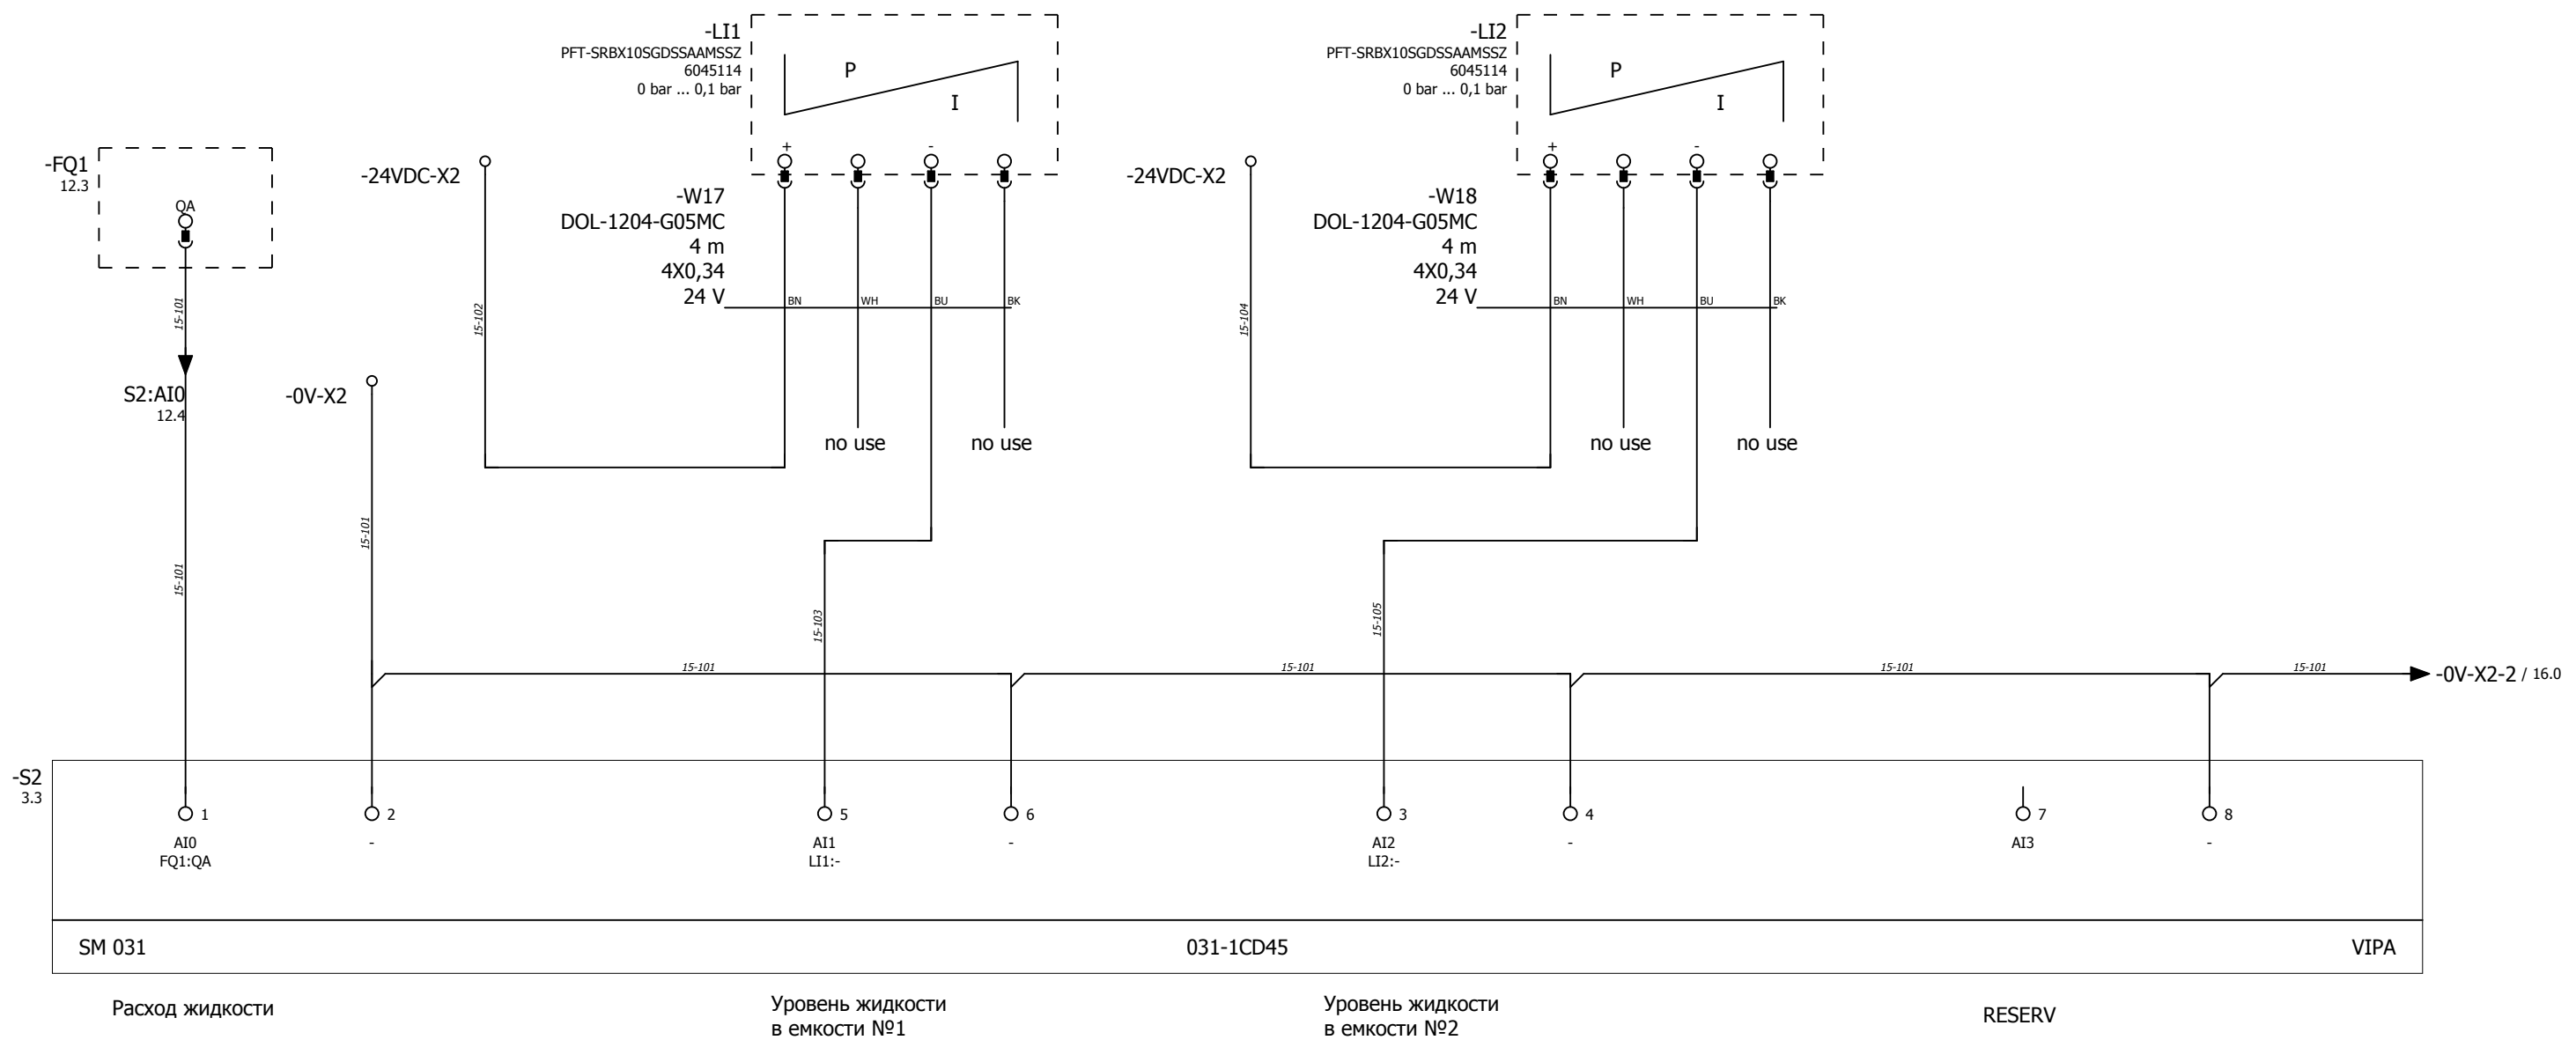 -LI1
PFT-SRBX10SGDSSAAMSSZ
6045114
0 bar ... 0,1 bar
P
I
+
-
-LI2
PFT-SRBX10SGDSSAAMSSZ
6045114
0 bar ... 0,1 bar
P
I
+
-
-FQ1
12.3
QA
-24VDC-X2
-W17
DOL-1204-G05MC
4 m
4X0,34
24 V
BN
WH
BU
BK
-24VDC-X2
-W18
DOL-1204-G05MC
4 m
4X0,34
24 V
BN
WH
BU
BK
15-101
15-102
15-104
S2:AI0
12.4
-0V-X2
no use
no use
no use
no use
15-101
15-101
15-103
15-105
15-101
15-101
15-101
15-101
-0V-X2-2 / 16.0
-S2
3.3
1
2
5
6
3
4
7
8
AI0
FQ1:QA
-
AI1
LI1:-
-
AI2
LI2:-
-
AI3
-
SM 031
031-1CD45
VIPA
Расход жидкости
Уровень жидкости
в емкости №1
Уровень жидкости
в емкости №2
RESERV